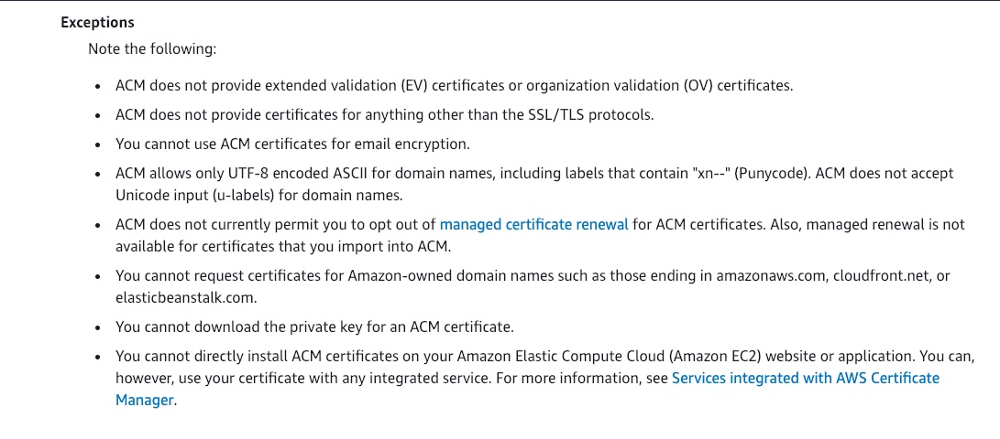 Exceptions
Note the following:
• ACM does not provide extended validation (EV) certificates or organization validation (OV) certificates.
• ACM does not provide certificates for anything other than the SSL/TLS protocols.
• You cannot use ACM certificates for email encryption.
• ACM allows only UTF-8 encoded ASCII for domain names, including labels that contain "xn--" (Punycode). ACM does not accept
Unicode input (u-labels) for domain names.
• ACM does not currently permit you to opt out of managed certificate renewal for ACM certificates. Also, managed renewal is not
available for certificates that you import into ACM.
• You cannot request certificates for Amazon-owned domain names such as those ending in amazonaws.com, cloudfront.net, or
elasticbeanstalk.com.
• You cannot download the private key for an ACM certificate.
• You cannot directly install ACM certificates on your Amazon Elastic Compute Cloud (Amazon EC2) website or application. You can,
however, use your certificate with any integrated service. For more information, see Services integrated with AWS Certificate
Manager.